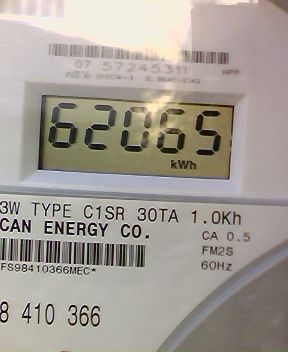 07 57245311 HPP
62065
kWh
3W TYPE C1SR 30TA 1.0Kh
CAN ENERGY CO.
CA 0.5
FM2S
60Hz
FS98410366MEC*
8 410 366